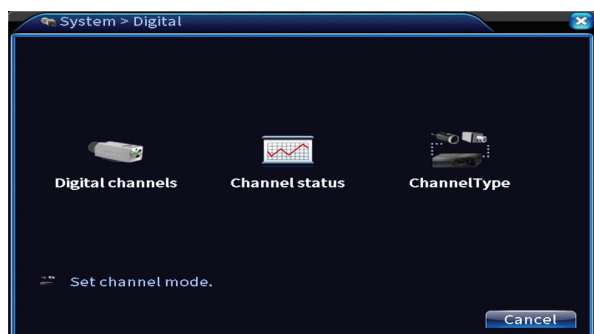 System > Digital
Digital channels
Channel status
ChannelType
Set channel mode.
Cancel